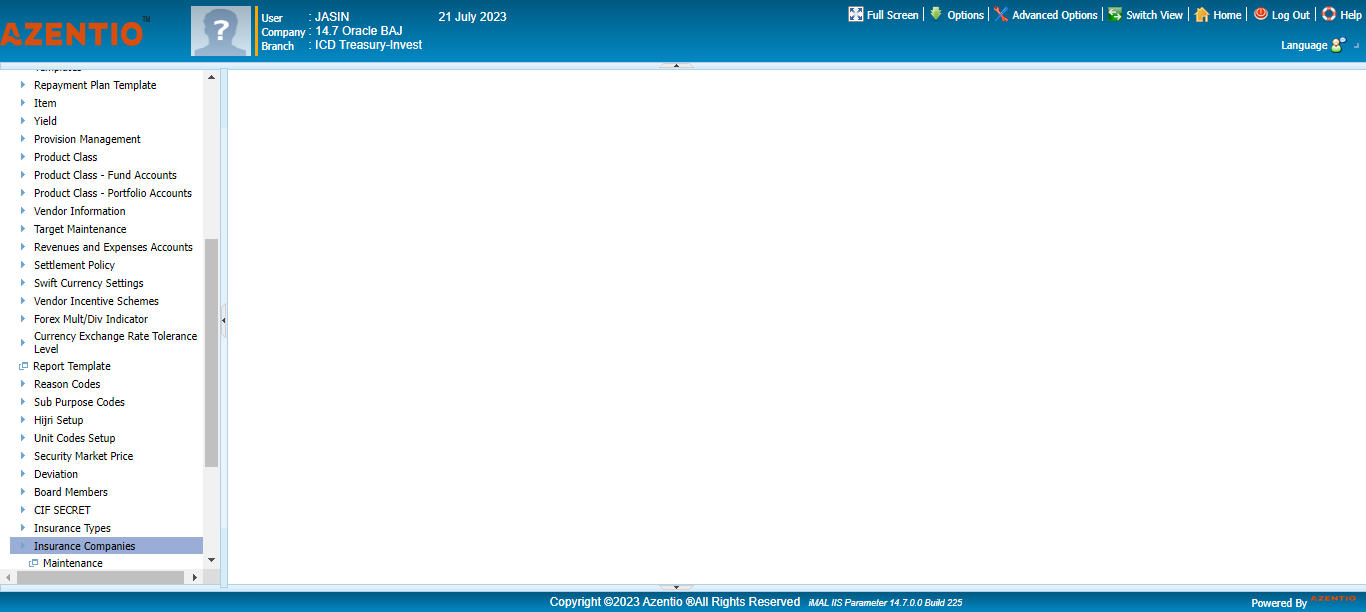 AZENTIO™
User : JASIN 21 July 2023
Company : 14.7 Oracle BAJ
Branch : ICD Treasury-Invest
Full Screen Options Advanced Options Switch View Home Log Out Help
Language
Templates
Repayment Plan Template
Item
Yield
Provision Management
Product Class
Product Class - Fund Accounts
Product Class - Portfolio Accounts
Vendor Information
Target Maintenance
Revenues and Expenses Accounts
Settlement Policy
Swift Currency Settings
Vendor Incentive Schemes
Forex Mult/Div Indicator
Currency Exchange Rate Tolerance
Level
Report Template
Reason Codes
Sub Purpose Codes
Hijri Setup
Unit Codes Setup
Security Market Price
Deviation
Board Members
CIF SECRET
Insurance Types
Insurance Companies
Maintenance
Copyright ©2023 Azentio ®All Rights Reserved iMAL IIS Parameter 14.7.0.0 Build 225
Powered By AZENTIO